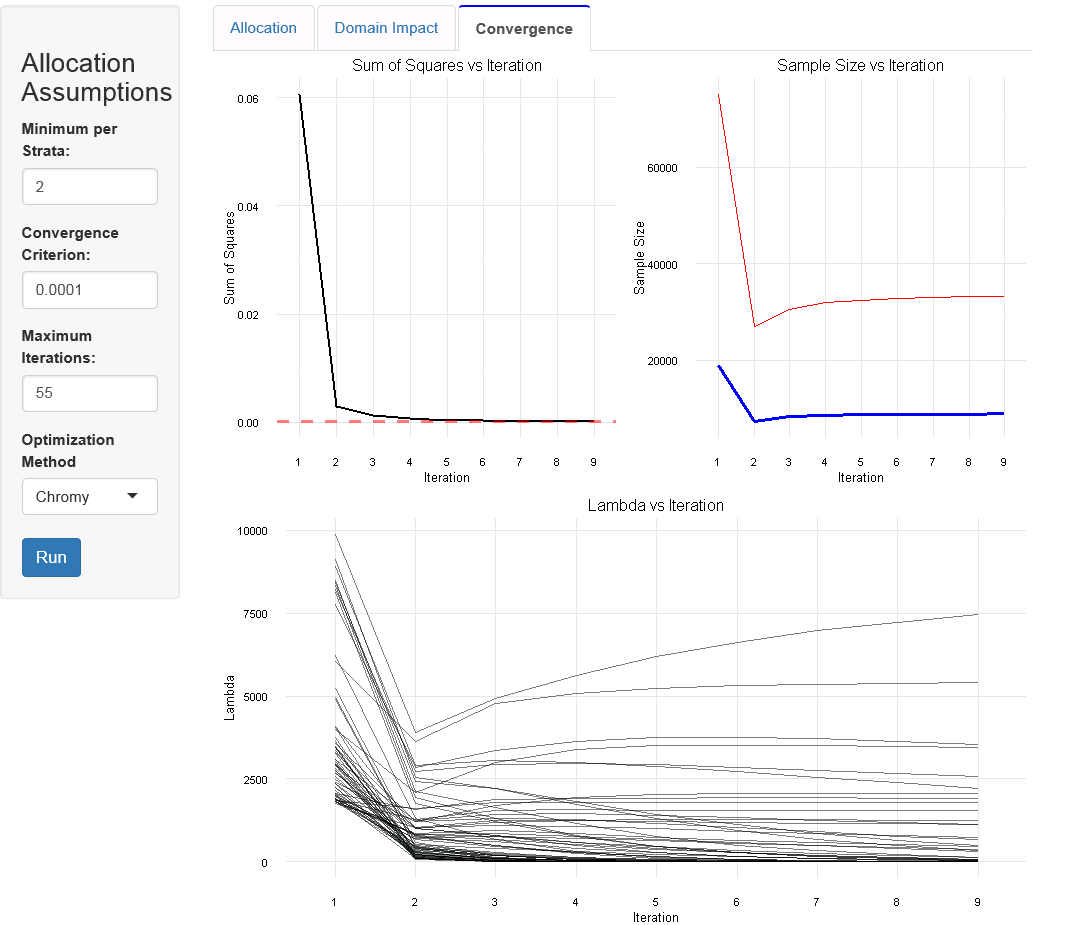 Allocation
Assumptions
Minimum per
Strata:
2
Convergence
Criterion:
0.0001
Maximum
Iterations:
55
Optimization
Method
Chromy
Run
Allocation Domain Impact Convergence
Sum of Squares vs Iteration
Sum of Squares
0.06
0.04
0.02
0.00
1 2 3 4 5 6 7 8 9
Iteration
Sample Size vs Iteration
Sample Size
60000
40000
20000
1 2 3 4 5 6 7 8 9
Iteration
Lambda vs Iteration
Lambda
10000
7500
5000
2500
0
1 2 3 4 5 6 7 8 9
Iteration